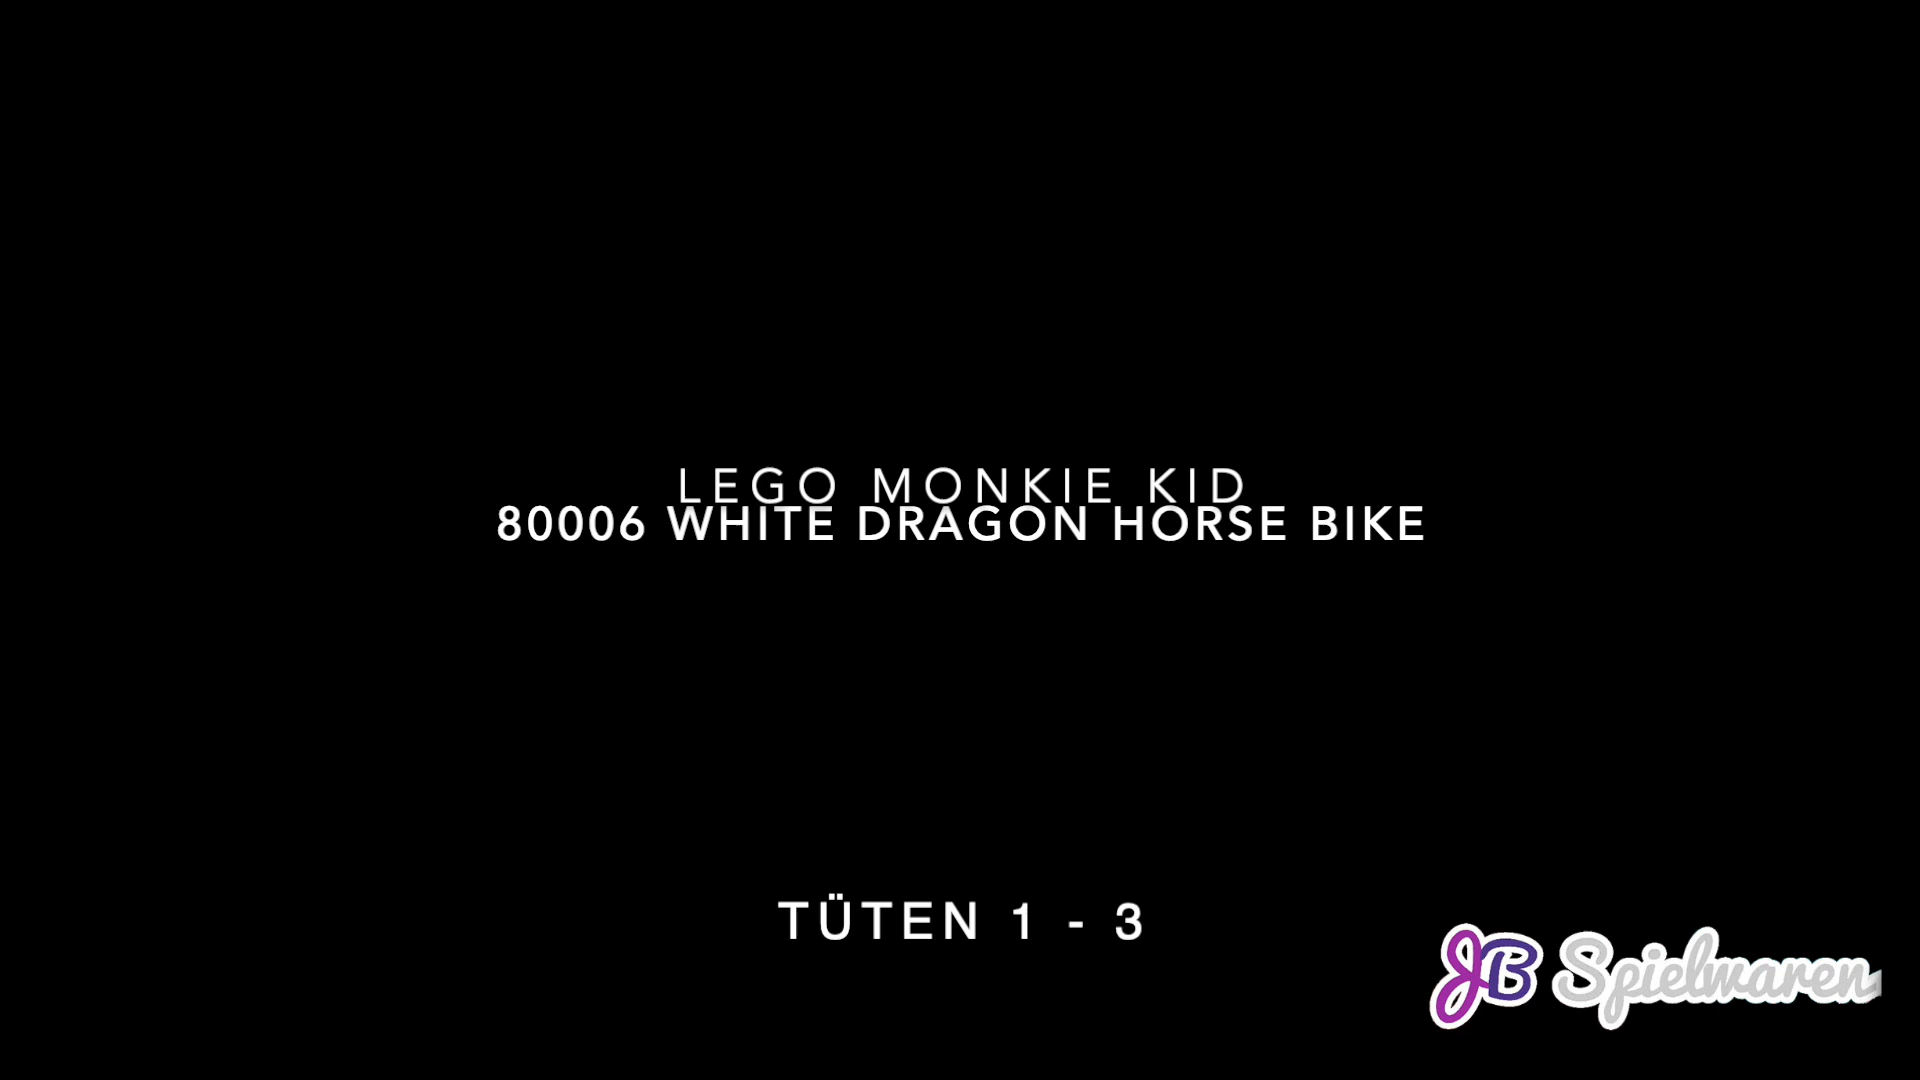 LEGO MONKIE KID
80006 WHITE DRAGON HORSE BIKE
TÜTEN 1 - 3
JB Spielwaren